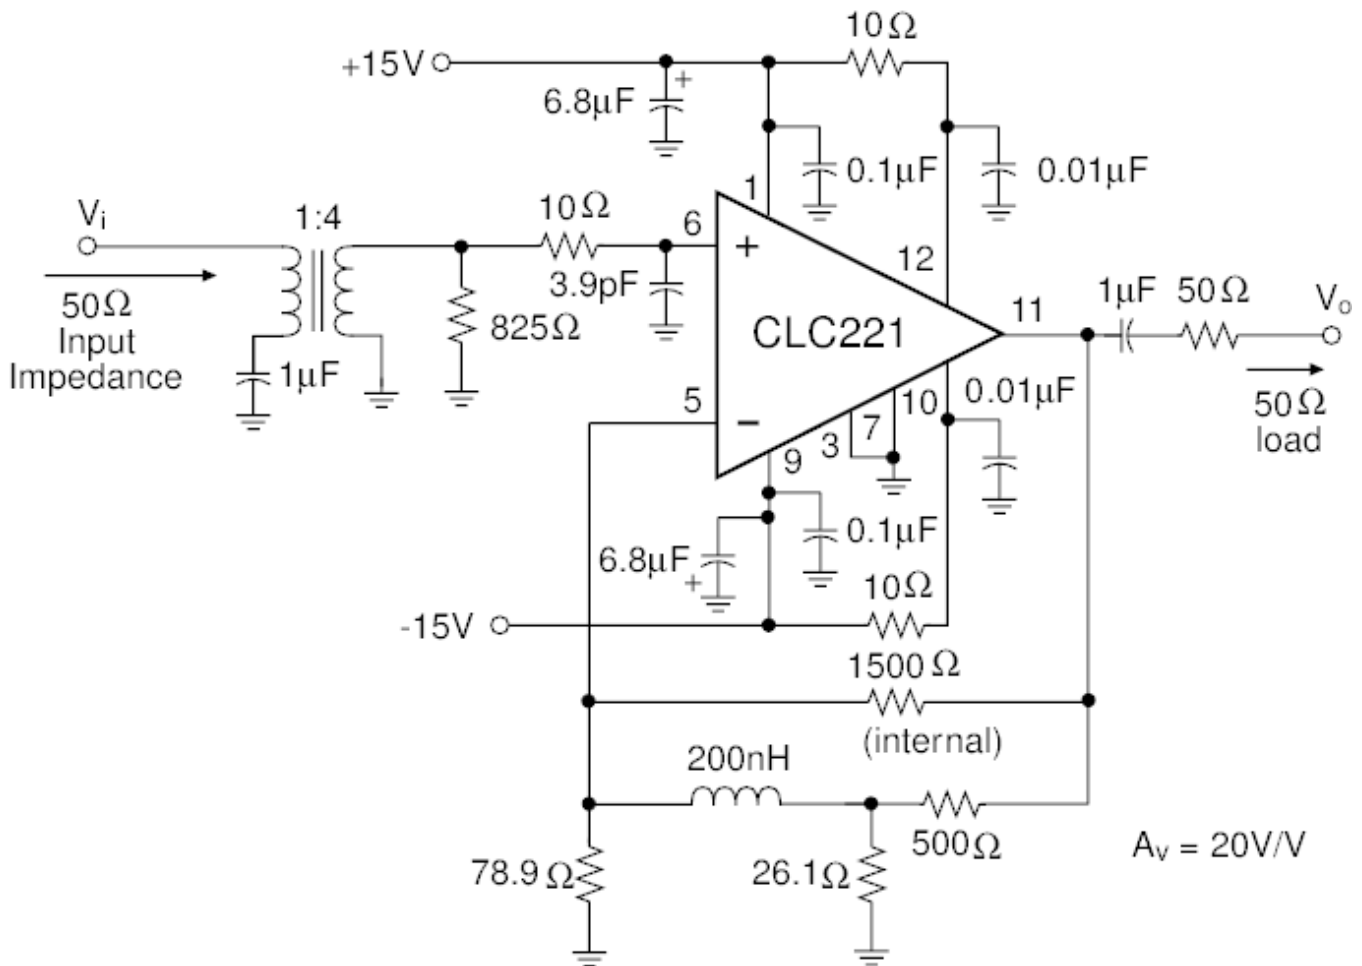 10Ω
+15V
+
6.8µF
0.1µF
0.01µF
1
Vi
1:4
10Ω
6
+
12
3.9pF
50Ω
Input
Impedance
825Ω
1µF
CLC221
11
1µF
50Ω
Vo
5
−
10
0.01µF
50Ω
load
3
7
9
0.1µF
6.8µF
+
10Ω
-15V
1500Ω
(internal)
200nH
500Ω
78.9Ω
26.1Ω
Av = 20V/V